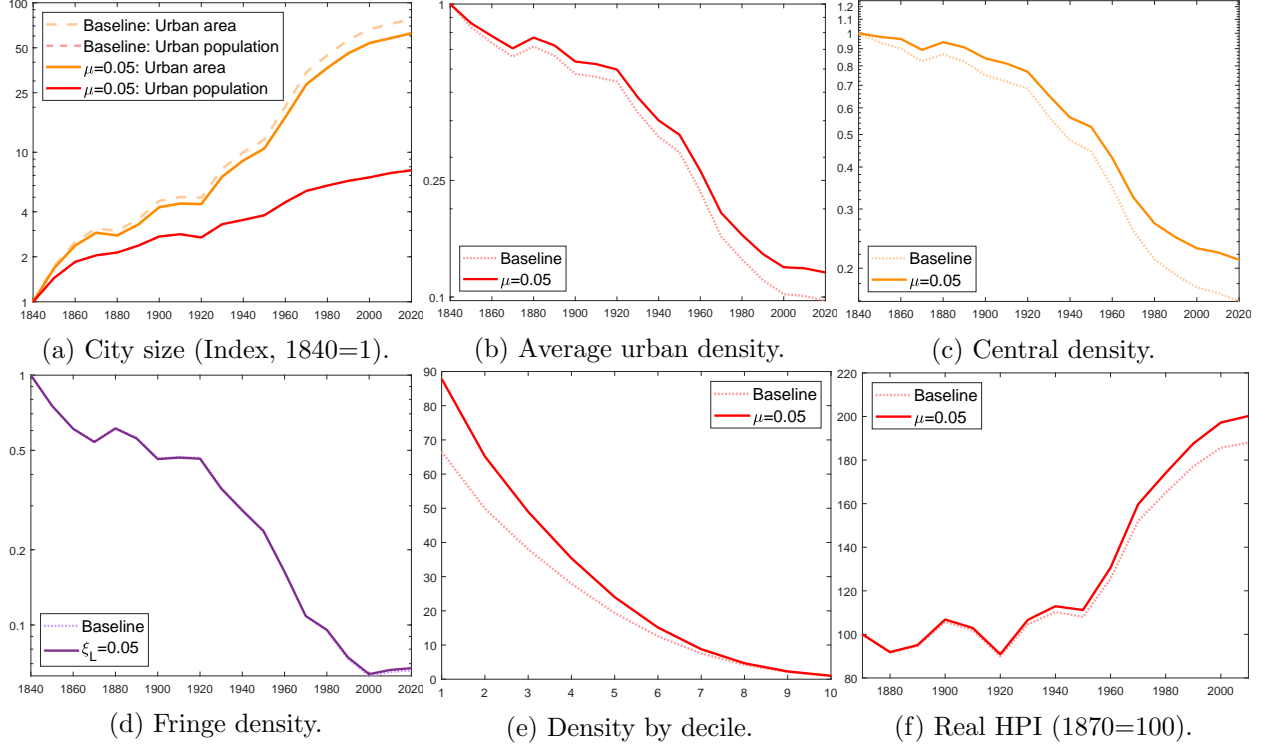 100
50
25
10
4
2
1
1840 1860 1880 1900 1920 1940 1960 1980 2000 2020
Baseline: Urban area
Baseline: Urban population
μ=0.05: Urban area
μ=0.05: Urban population
(a) City size (Index, 1840=1).
1
0.25
0.1
1840 1860 1880 1900 1920 1940 1960 1980 2000 2020
Baseline
μ=0.05
(b) Average urban density.
1.2
1
0.9
0.8
0.7
0.6
0.5
0.4
0.3
0.2
1840 1860 1880 1900 1920 1940 1960 1980 2000 2020
Baseline
μ=0.05
(c) Central density.
1
0.5
0.2
0.1
1840 1860 1880 1900 1920 1940 1960 1980 2000 2020
Baseline
ξ_L=0.05
(d) Fringe density.
90
80
70
60
50
40
30
20
10
0
1 2 3 4 5 6 7 8 9 10
Baseline
μ=0.05
(e) Density by decile.
220
200
180
160
140
120
100
80
1880 1900 1920 1940 1960 1980 2000
Baseline
μ=0.05
(f) Real HPI (1870=100).